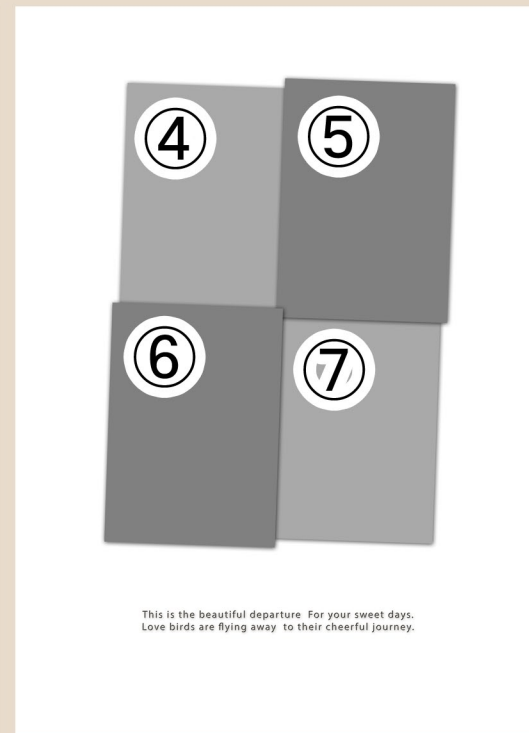 ④
⑤
⑥
⑦
This is the beautiful departure  For your sweet days.
Love birds are flying away  to their cheerful journey.